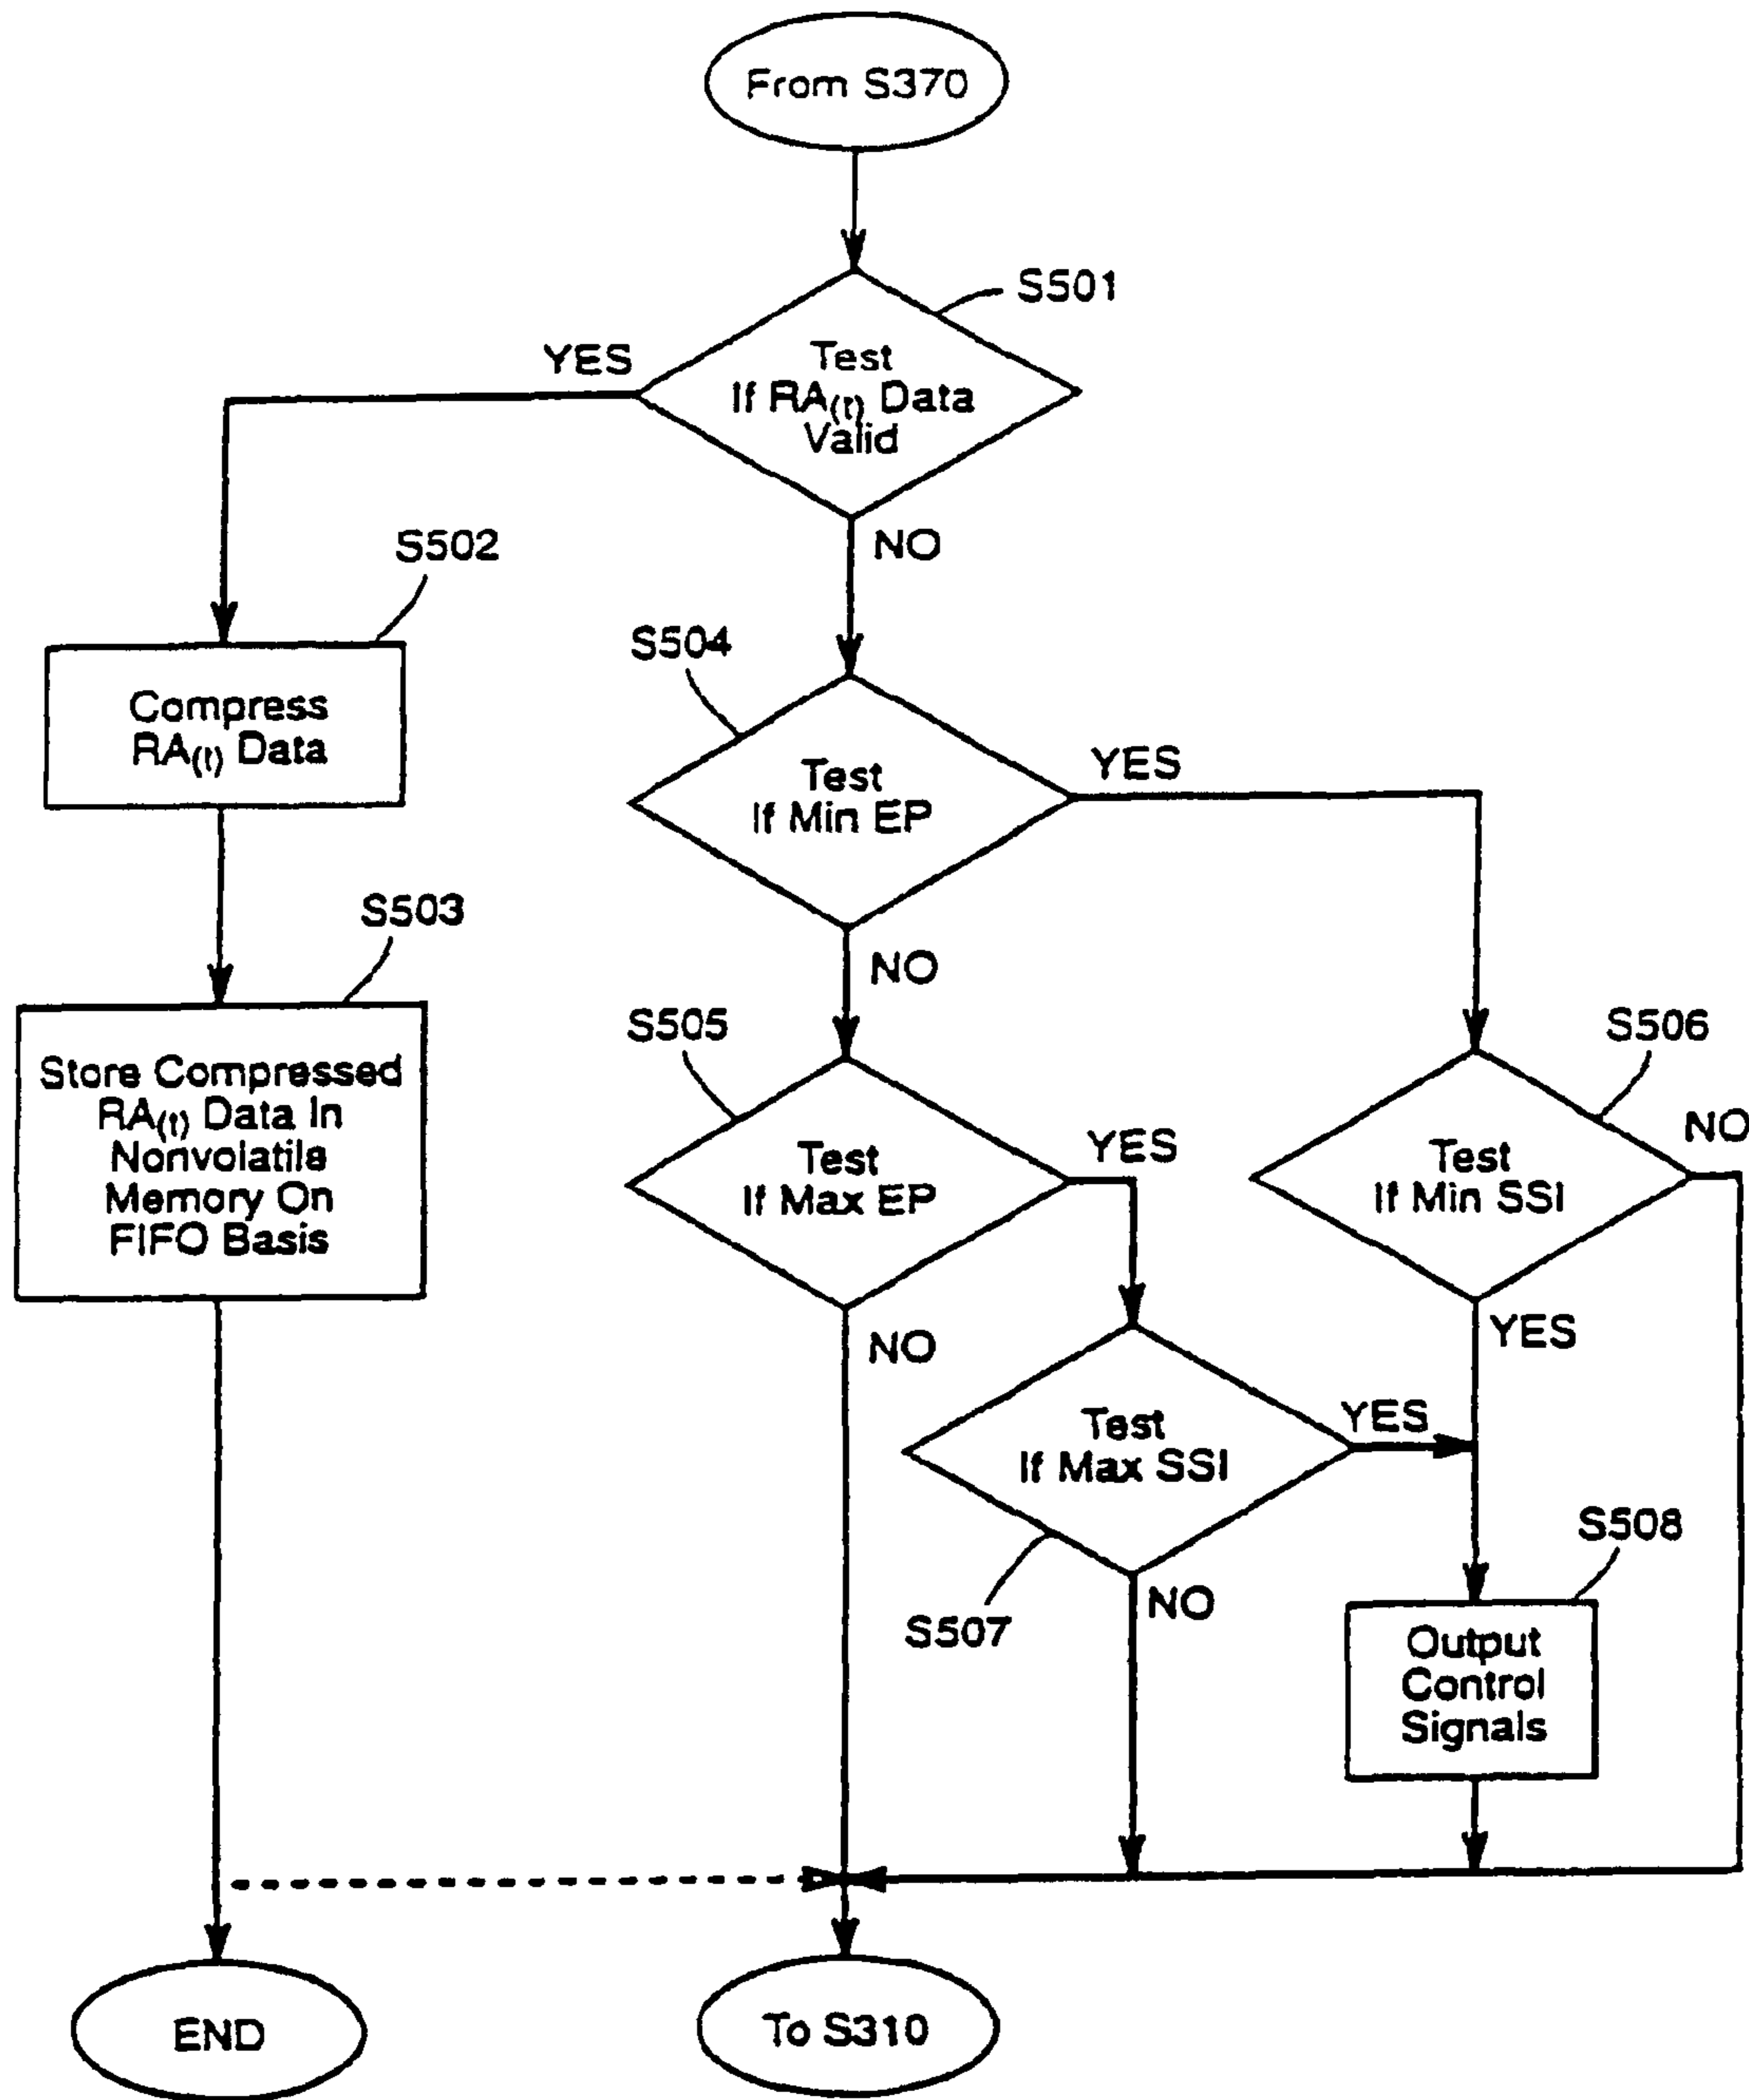 From S370
S501
YES
Test
If RA(t) Data
Valid
NO
S502
Compress
RA(t) Data
S504
Test
If Min EP
YES
NO
S503
Store Compressed
RA(t) Data In
Nonvolatile
Memory On
FIFO Basis
S505
Test
If Max EP
YES
NO
S506
Test
If Min SSI
NO
YES
Test
If Max SSI
YES
S507
NO
S508
Output
Control
Signals
END
To S310